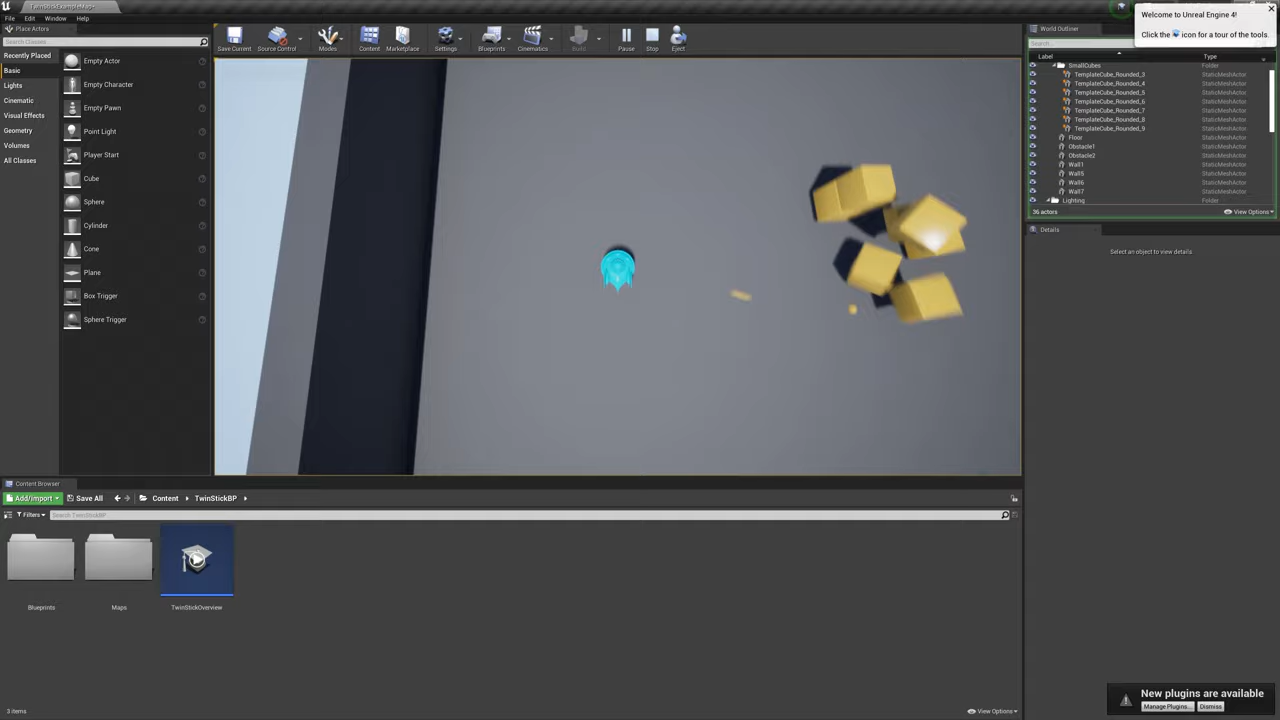 TwinStickExampleMap*
File Edit Window Help
Welcome to Unreal Engine 4!
Click the icon for a tour of the tools.
Place Actors
Search Classes
Recently Placed
Basic
Lights
Cinematic
Visual Effects
Geometry
Volumes
All Classes
Empty Actor
Empty Character
Empty Pawn
Point Light
Player Start
Cube
Sphere
Cylinder
Cone
Plane
Box Trigger
Sphere Trigger
Save Current Source Control Modes Content Marketplace Settings Blueprints Cinematics Build Pause Stop Eject
World Outliner
Search...
Label Type
SmallCubes Folder
TemplateCube_Rounded_3 StaticMeshActor
TemplateCube_Rounded_4 StaticMeshActor
TemplateCube_Rounded_5 StaticMeshActor
TemplateCube_Rounded_6 StaticMeshActor
TemplateCube_Rounded_7 StaticMeshActor
TemplateCube_Rounded_8 StaticMeshActor
TemplateCube_Rounded_9 StaticMeshActor
Floor StaticMeshActor
Obstacle1 StaticMeshActor
Obstacle2 StaticMeshActor
Wall1 StaticMeshActor
Wall5 StaticMeshActor
Wall6 StaticMeshActor
Wall7 StaticMeshActor
Lighting Folder
36 actors View Options
Details
Select an object to view details
Content Browser
Add/Import Save All Content TwinStickBP
Filters Search TwinStickBP
Blueprints
Maps
TwinStickOverview
3 items View Options
New plugins are available
Manage Plugins... Dismiss